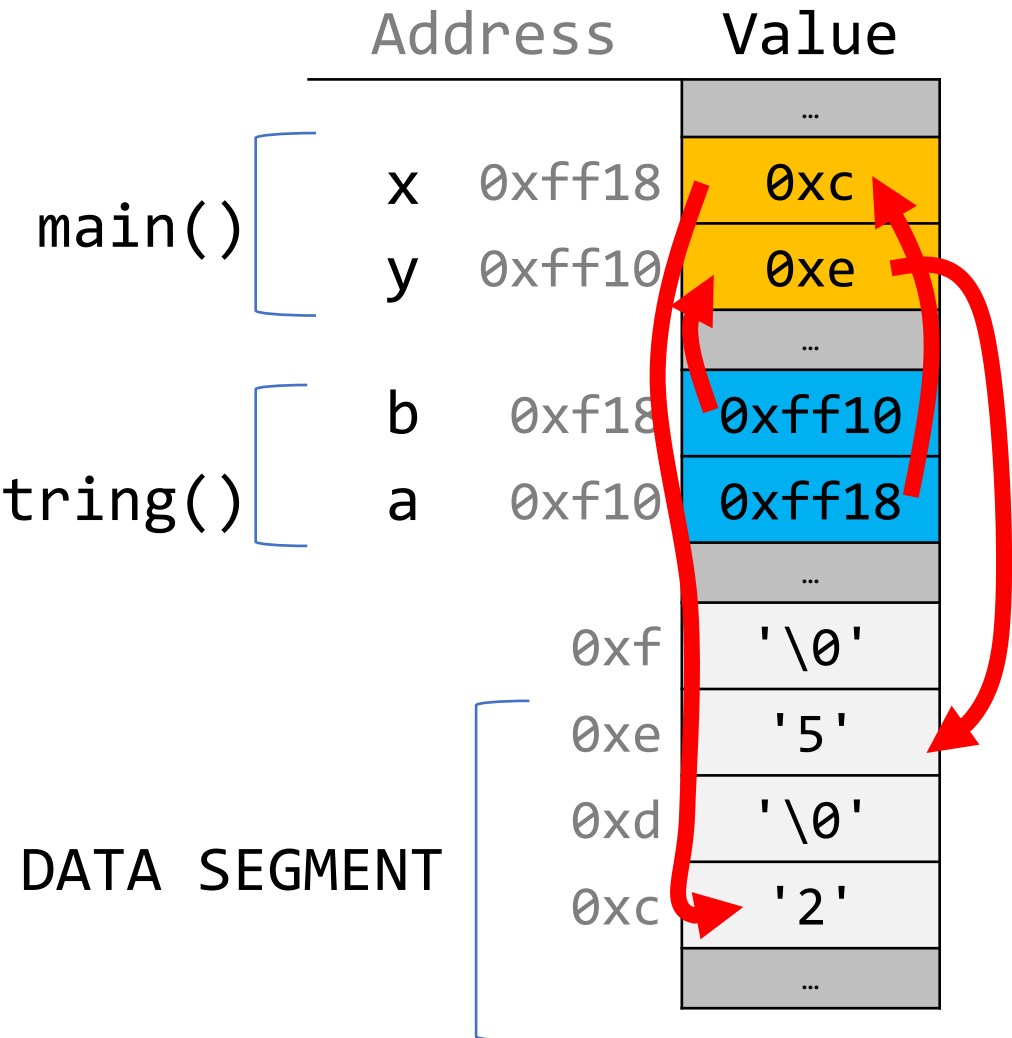 Address Value
…
x 0xff18 0xc
main()
y 0xff10 0xe
…
b 0xf18 0xff10
tring() a 0xf10 0xff18
…
0xf '\0'
0xe '5'
0xd '\0'
DATA SEGMENT
0xc '2'
…